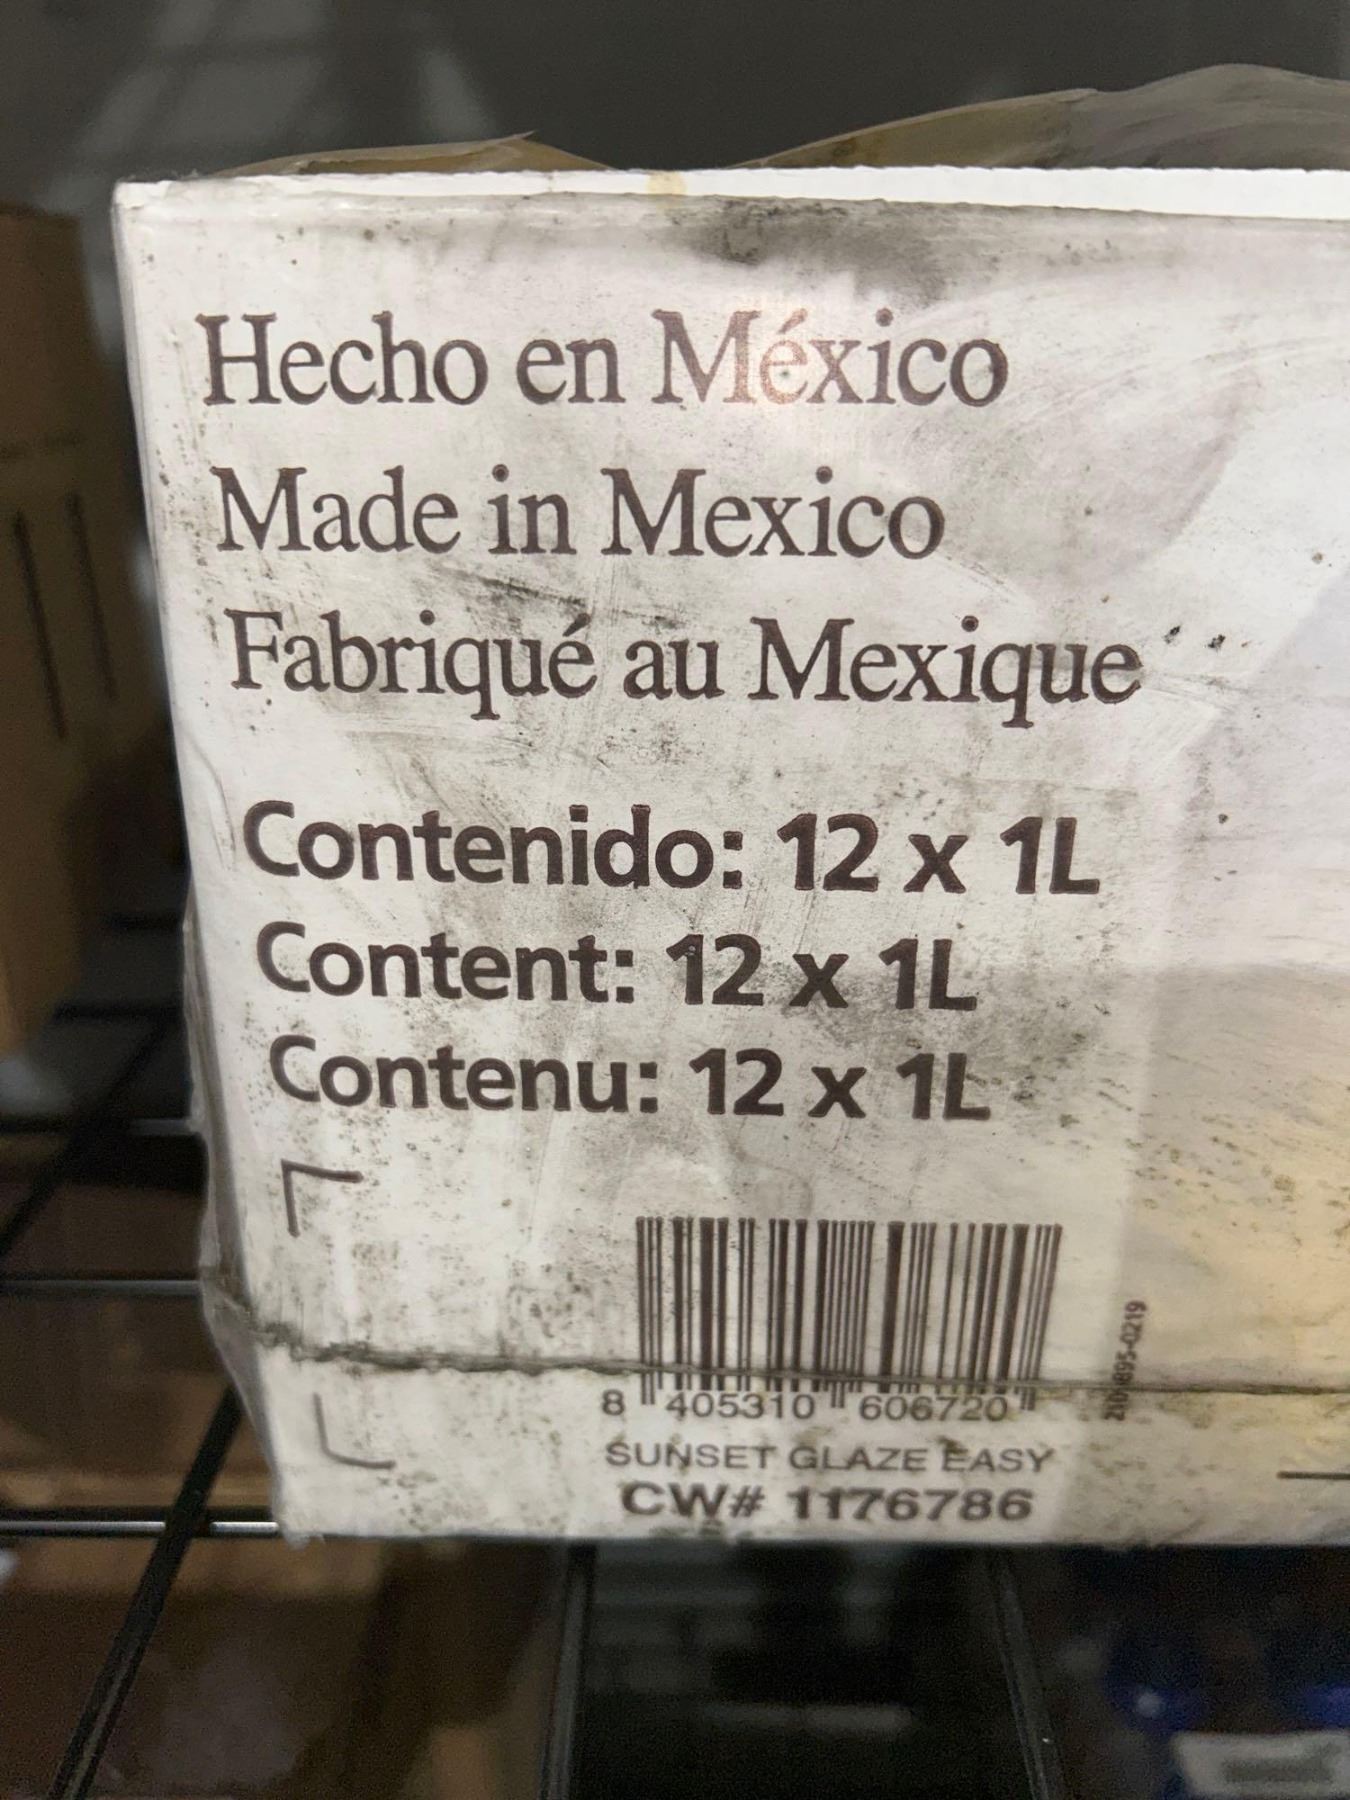 Hecho en México
Made in Mexico
Fabriqué au Mexique
Contenido: 12 x 1L
Content: 12 x 1L
Contenu: 12 x 1L
8 405310 606720
SUNSET GLAZE EASY
CW# 1176786